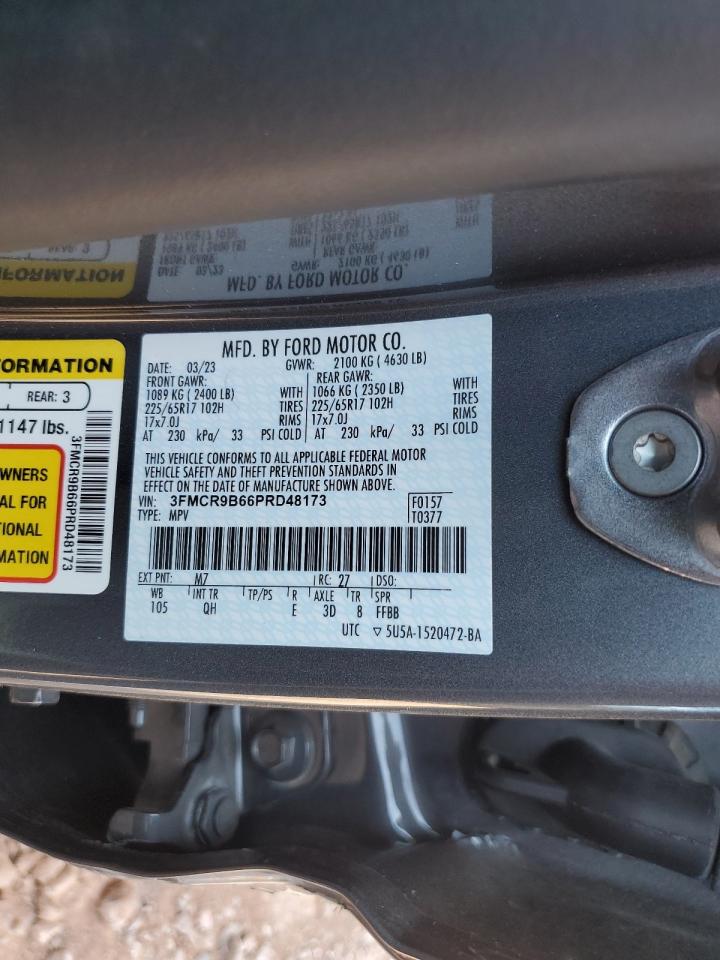 MFD. BY FORD MOTOR CO.
DATE: 03/23 GVWR: 2100 KG ( 4630 LB)
FRONT GAWR: REAR GAWR:
1089 KG ( 2400 LB) WITH 1066 KG ( 2350 LB) WITH
225/65R17 102H TIRES 225/65R17 102H TIRES
17x7.0J RIMS 17x7.0J RIMS
AT 230 kPa/ 33 PSI COLD AT 230 kPa/ 33 PSI COLD
THIS VEHICLE CONFORMS TO ALL APPLICABLE FEDERAL MOTOR
VEHICLE SAFETY AND THEFT PREVENTION STANDARDS IN
EFFECT ON THE DATE OF MANUFACTURE SHOWN ABOVE.
VIN: 3FMCR9B66PRD48173 F0157
TYPE: MPV T0377
EXT PNT: M7 RC: 27 DSO:
WB INT TR TP/PS R AXLE TR SPR
105 QH E 3D 8 FFBB
UTC ▽ 5U5A-1520472-BA
ORMATION
REAR: 3
1147 lbs.
3FMCR9B66PRD48173
WNERS
AL FOR
TIONAL
RMATION